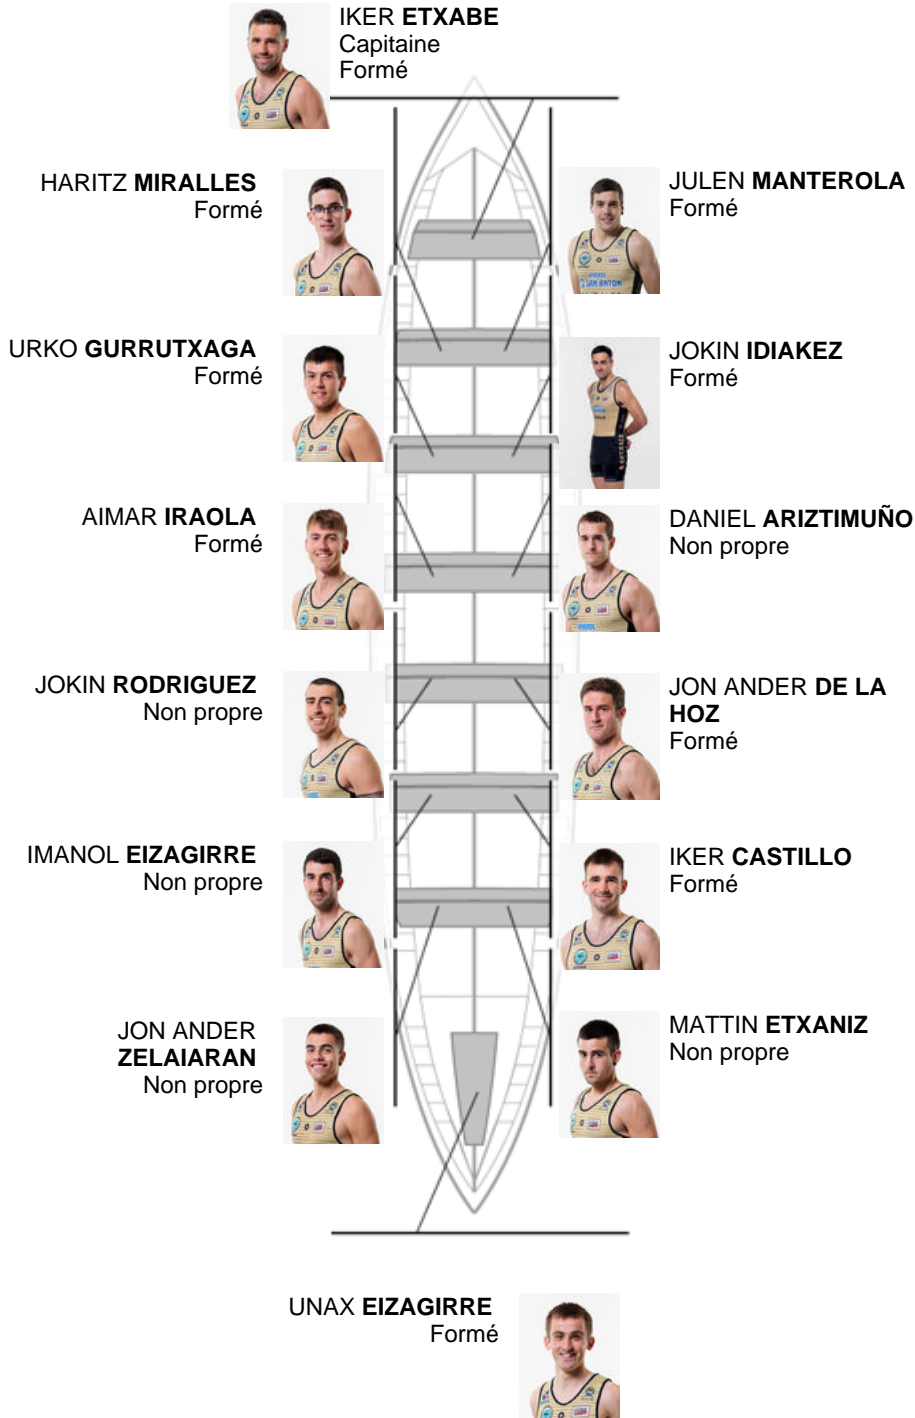 IKER ETXABE
Capitaine
Formé
HARITZ MIRALLES
Formé
JULEN MANTEROLA
Formé
SAN ANTON
URKO GURRUTXAGA
Formé
JOKIN IDIAKEZ
Formé
AIMAR IRAOLA
Formé
DANIEL ARIZTIMUÑO
Non propre
JOKIN RODRIGUEZ
Non propre
JON ANDER DE LA
HOZ
Formé
IMANOL EIZAGIRRE
Non propre
IKER CASTILLO
Formé
JON ANDER
ZELAIARAN
Non propre
MATTIN ETXANIZ
Non propre
UNAX EIZAGIRRE
Formé